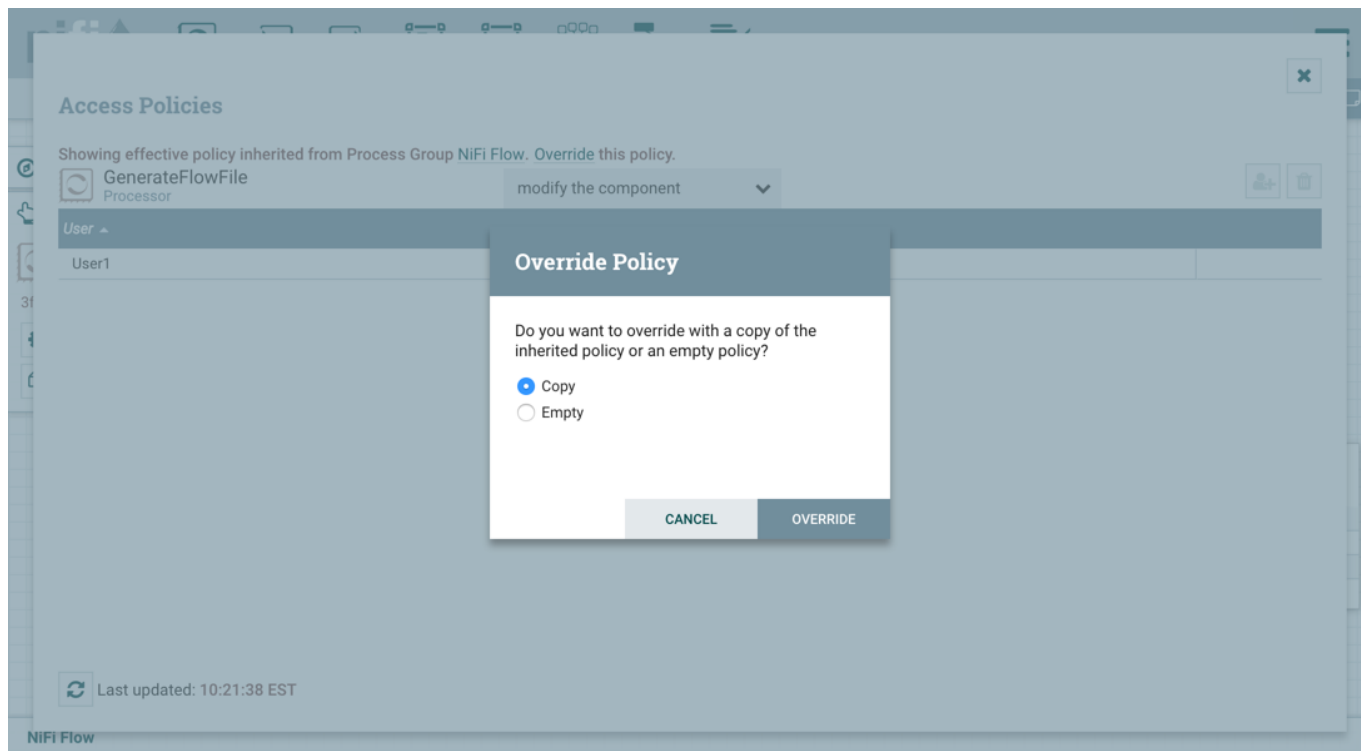 Access Policies
Showing effective policy inherited from Process Group NiFi Flow. Override this policy.
GenerateFlowFile
Processor
modify the component
User
User1
Override Policy
Do you want to override with a copy of the
inherited policy or an empty policy?
Copy
Empty
CANCEL
OVERRIDE
Last updated: 10:21:38 EST
NiFi Flow